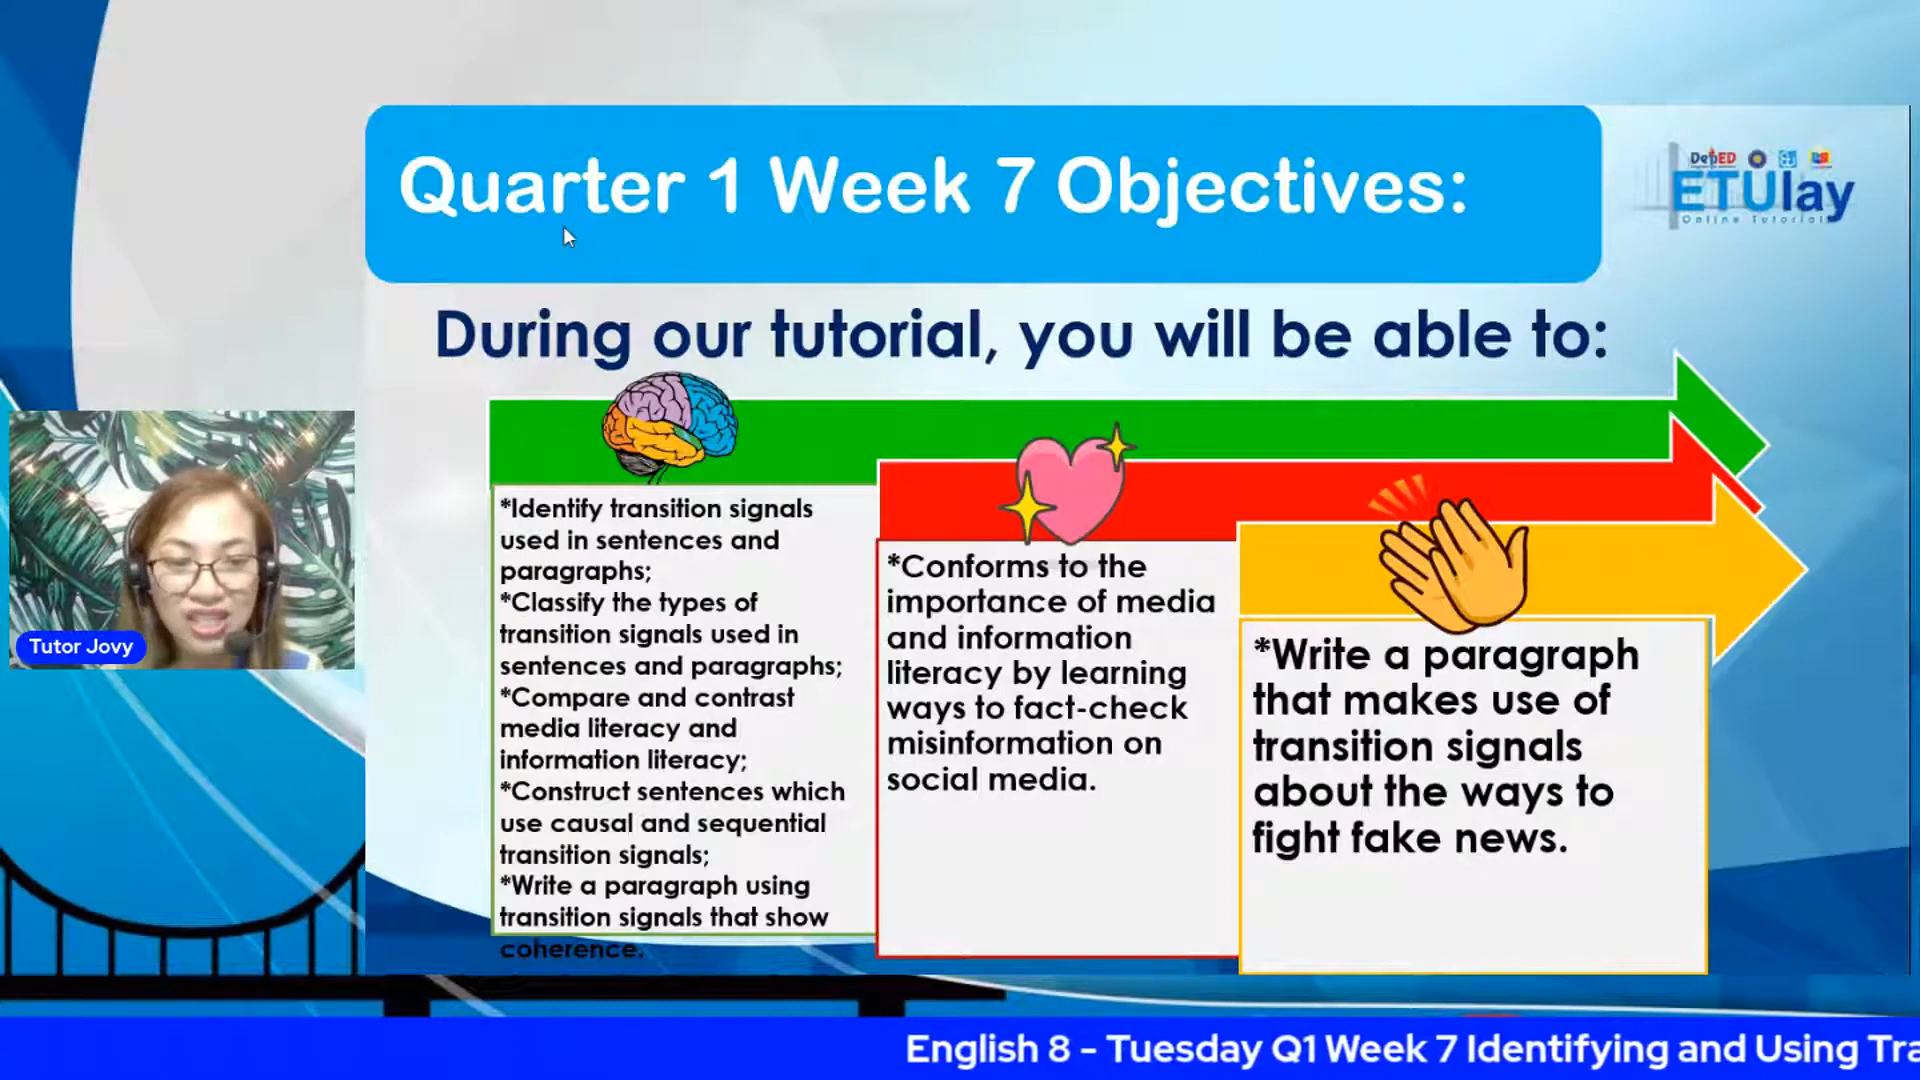 Quarter 1 Week 7 Objectives:
DepED
ETUlay
Online Tutorial
During our tutorial, you will be able to:
*Identify transition signals
used in sentences and
paragraphs;
*Classify the types of
transition signals used in
sentences and paragraphs;
*Compare and contrast
media literacy and
information literacy;
*Construct sentences which
use causal and sequential
transition signals;
*Write a paragraph using
transition signals that show
coherence.
*Conforms to the
importance of media
and information
literacy by learning
ways to fact-check
misinformation on
social media.
*Write a paragraph
that makes use of
transition signals
about the ways to
fight fake news.
Tutor Jovy
English 8 - Tuesday Q1 Week 7 Identifying and Using Tra